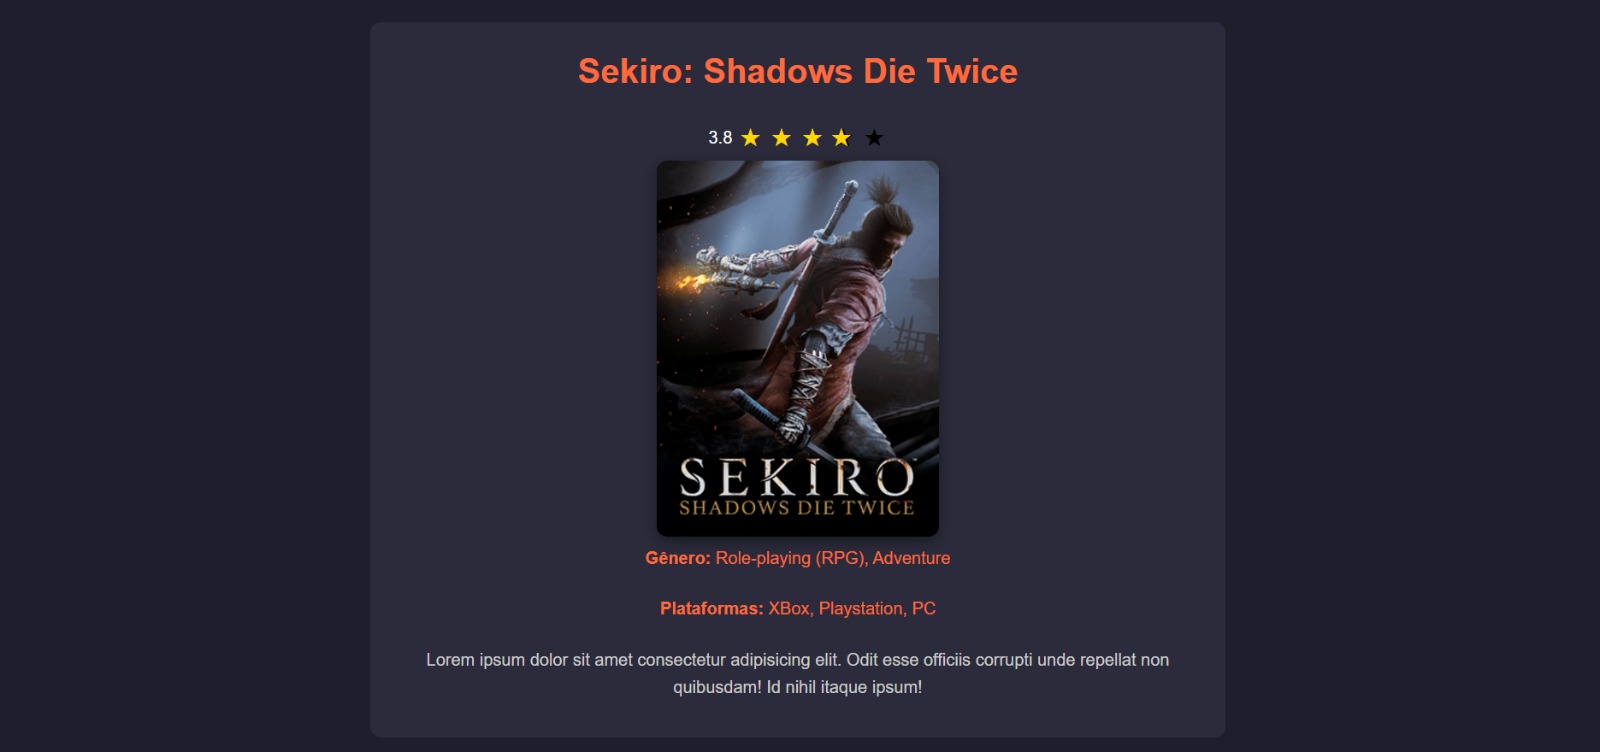 Sekiro: Shadows Die Twice
3.8 ★ ★ ★ ★ ★
SEKIRO
SHADOWS DIE TWICE
Gênero: Role-playing (RPG), Adventure
Plataformas: XBox, Playstation, PC
Lorem ipsum dolor sit amet consectetur adipisicing elit. Odit esse officiis corrupti unde repellat non
quibusdam! Id nihil itaque ipsum!